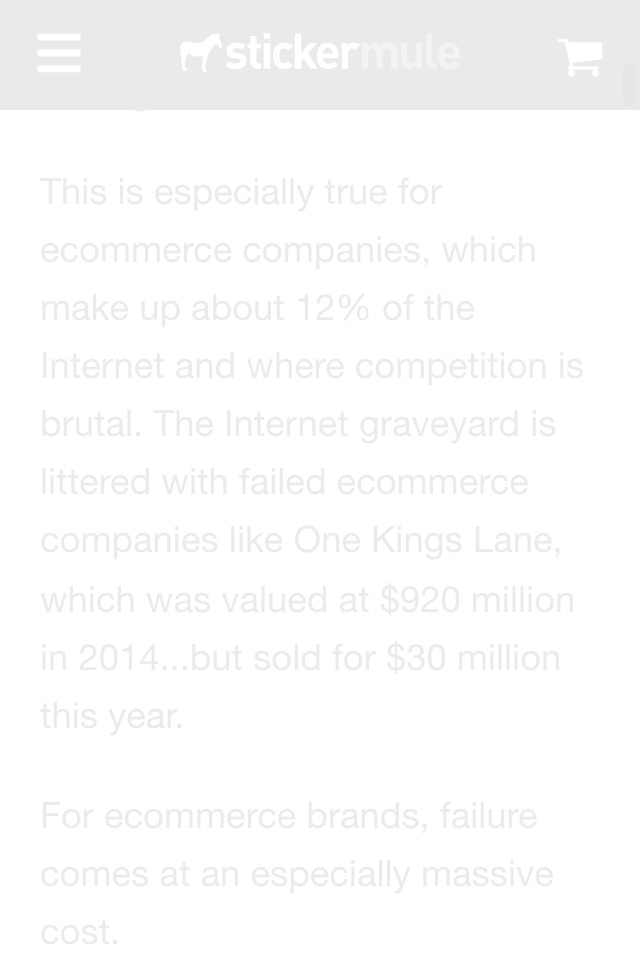 stickermule
This is especially true for
ecommerce companies, which
make up about 12% of the
Internet and where competition is
brutal. The Internet graveyard is
littered with failed ecommerce
companies like One Kings Lane,
which was valued at $920 million
in 2014...but sold for $30 million
this year.
For ecommerce brands, failure
comes at an especially massive
cost.